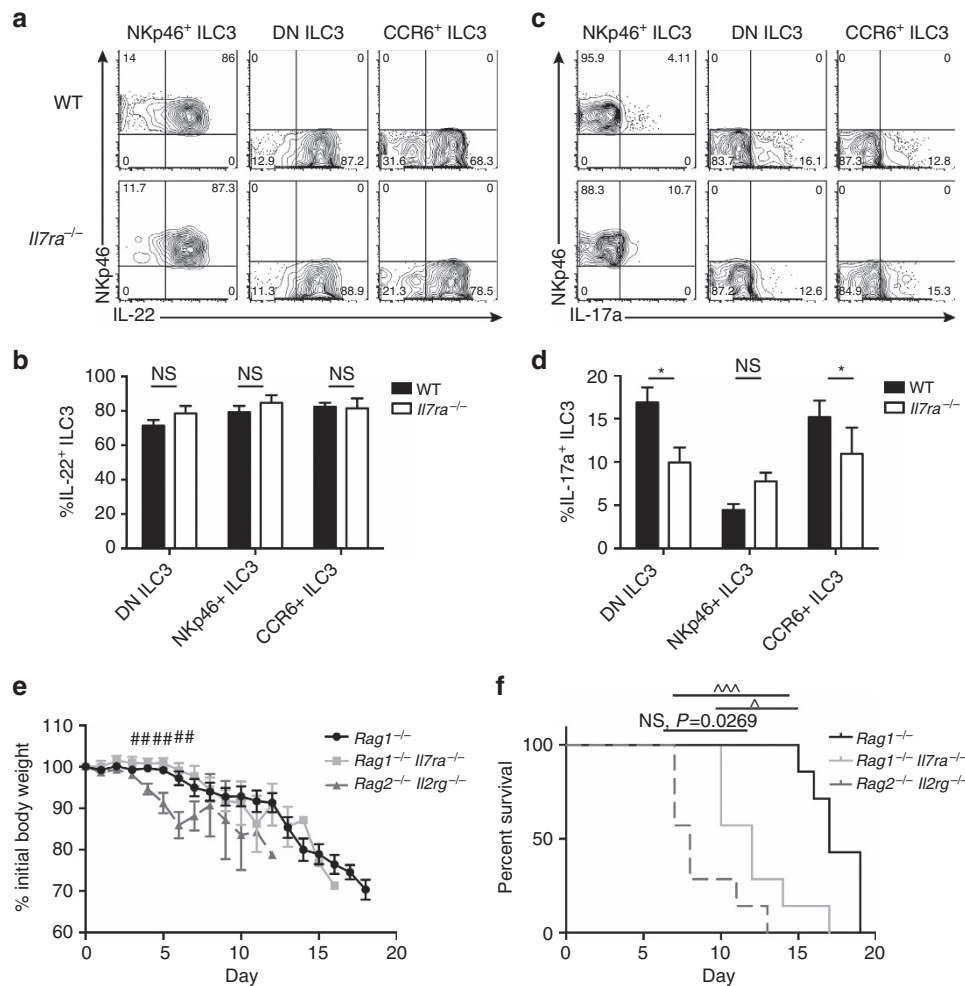 a
NKp46+ ILC3 DN ILC3 CCR6+ ILC3
WT
14 86 0 0 0 0
0 0 12.9 87.2 31.6 68.3
Il7ra–/–
11.7 87.3 0 0 0 0
0 0 11.3 88.9 21.3 78.5
NKp46
IL-22
c
NKp46+ ILC3 DN ILC3 CCR6+ ILC3
95.9 4.11 0 0 0 0
0 0 83.7 16.1 87.3 12.8
88.3 10.7 0 0 0 0
0 0 87.2 12.6 84.9 15.3
NKp46
IL-17a
b
%IL-22+ ILC3
100
80
60
40
20
0
NS NS NS
WT
Il7ra–/–
DN ILC3 NKp46+ ILC3 CCR6+ ILC3
d
%IL-17a+ ILC3
20
15
10
5
0
* NS *
WT
Il7ra–/–
DN ILC3 NKp46+ ILC3 CCR6+ ILC3
e
% initial body weight
110
100
90
80
70
60
########
Rag1–/–
Rag1–/– Il7ra–/–
Rag2–/– Il2rg–/–
0 5 10 15 20
Day
f
Percent survival
100
50
0
^^^
^
NS, P=0.0269
Rag1–/–
Rag1–/– Il7ra–/–
Rag2–/– Il2rg–/–
0 5 10 15 20
Day